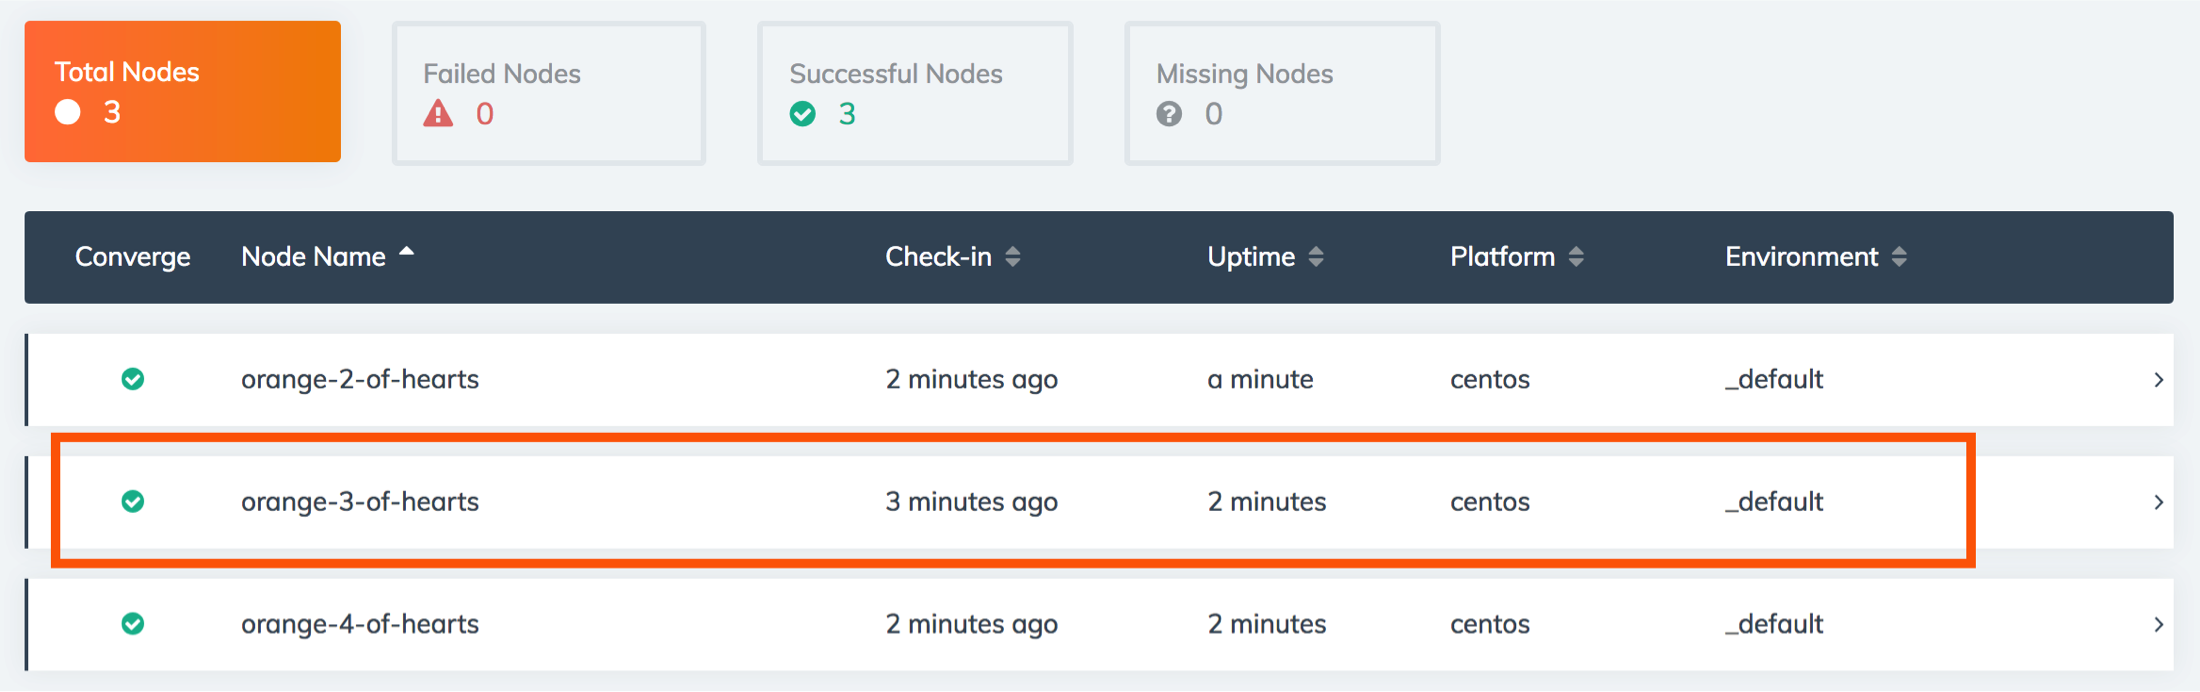 Total Nodes
3
Failed Nodes
0
Successful Nodes
3
Missing Nodes
0
Converge Node Name Check-in Uptime Platform Environment
orange-2-of-hearts 2 minutes ago a minute centos _default
orange-3-of-hearts 3 minutes ago 2 minutes centos _default
orange-4-of-hearts 2 minutes ago 2 minutes centos _default